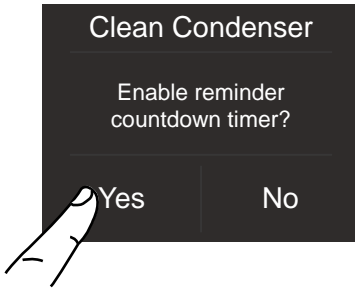 Clean Condenser
Enable reminder
countdown timer?
Yes
No